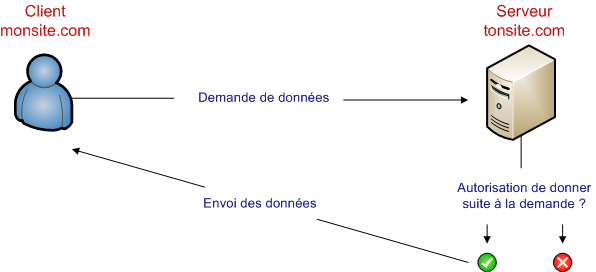 Client
monsite.com
Serveur
tonsite.com
Demande de données
Autorisation de donner
suite à la demande ?
Envoi des données